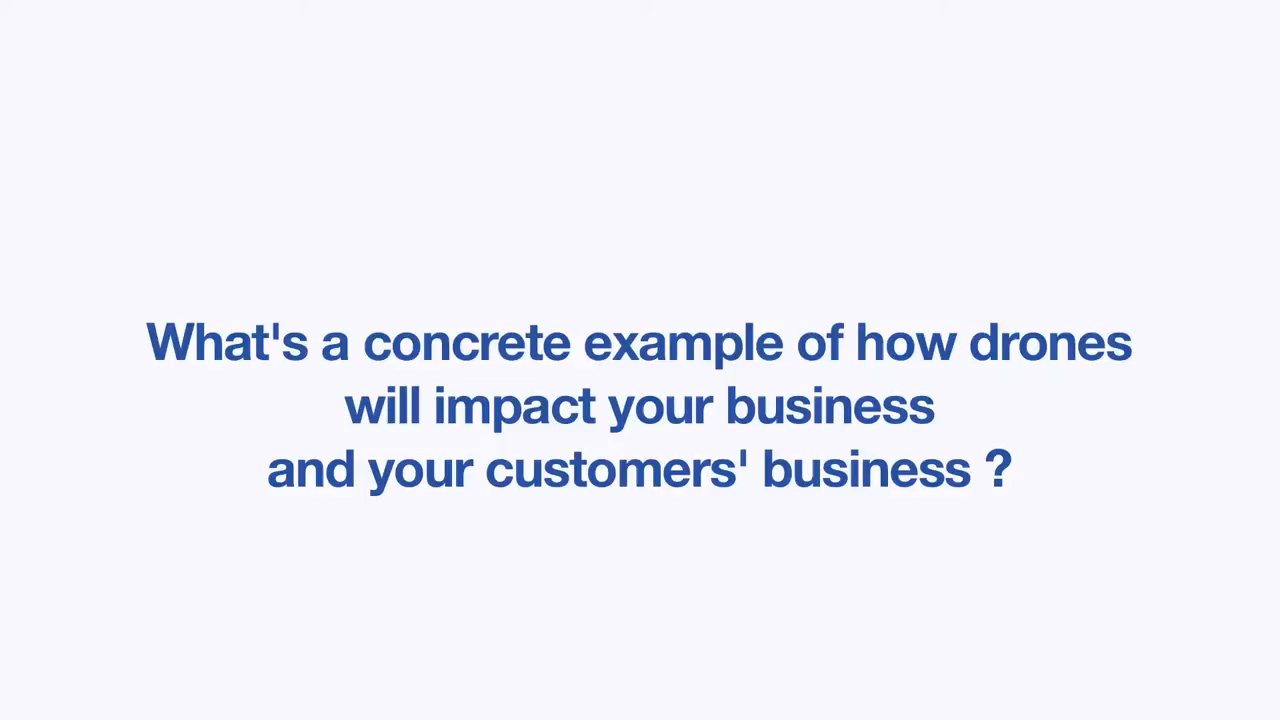 What's a concrete example of how drones
will impact your business
and your customers' business ?